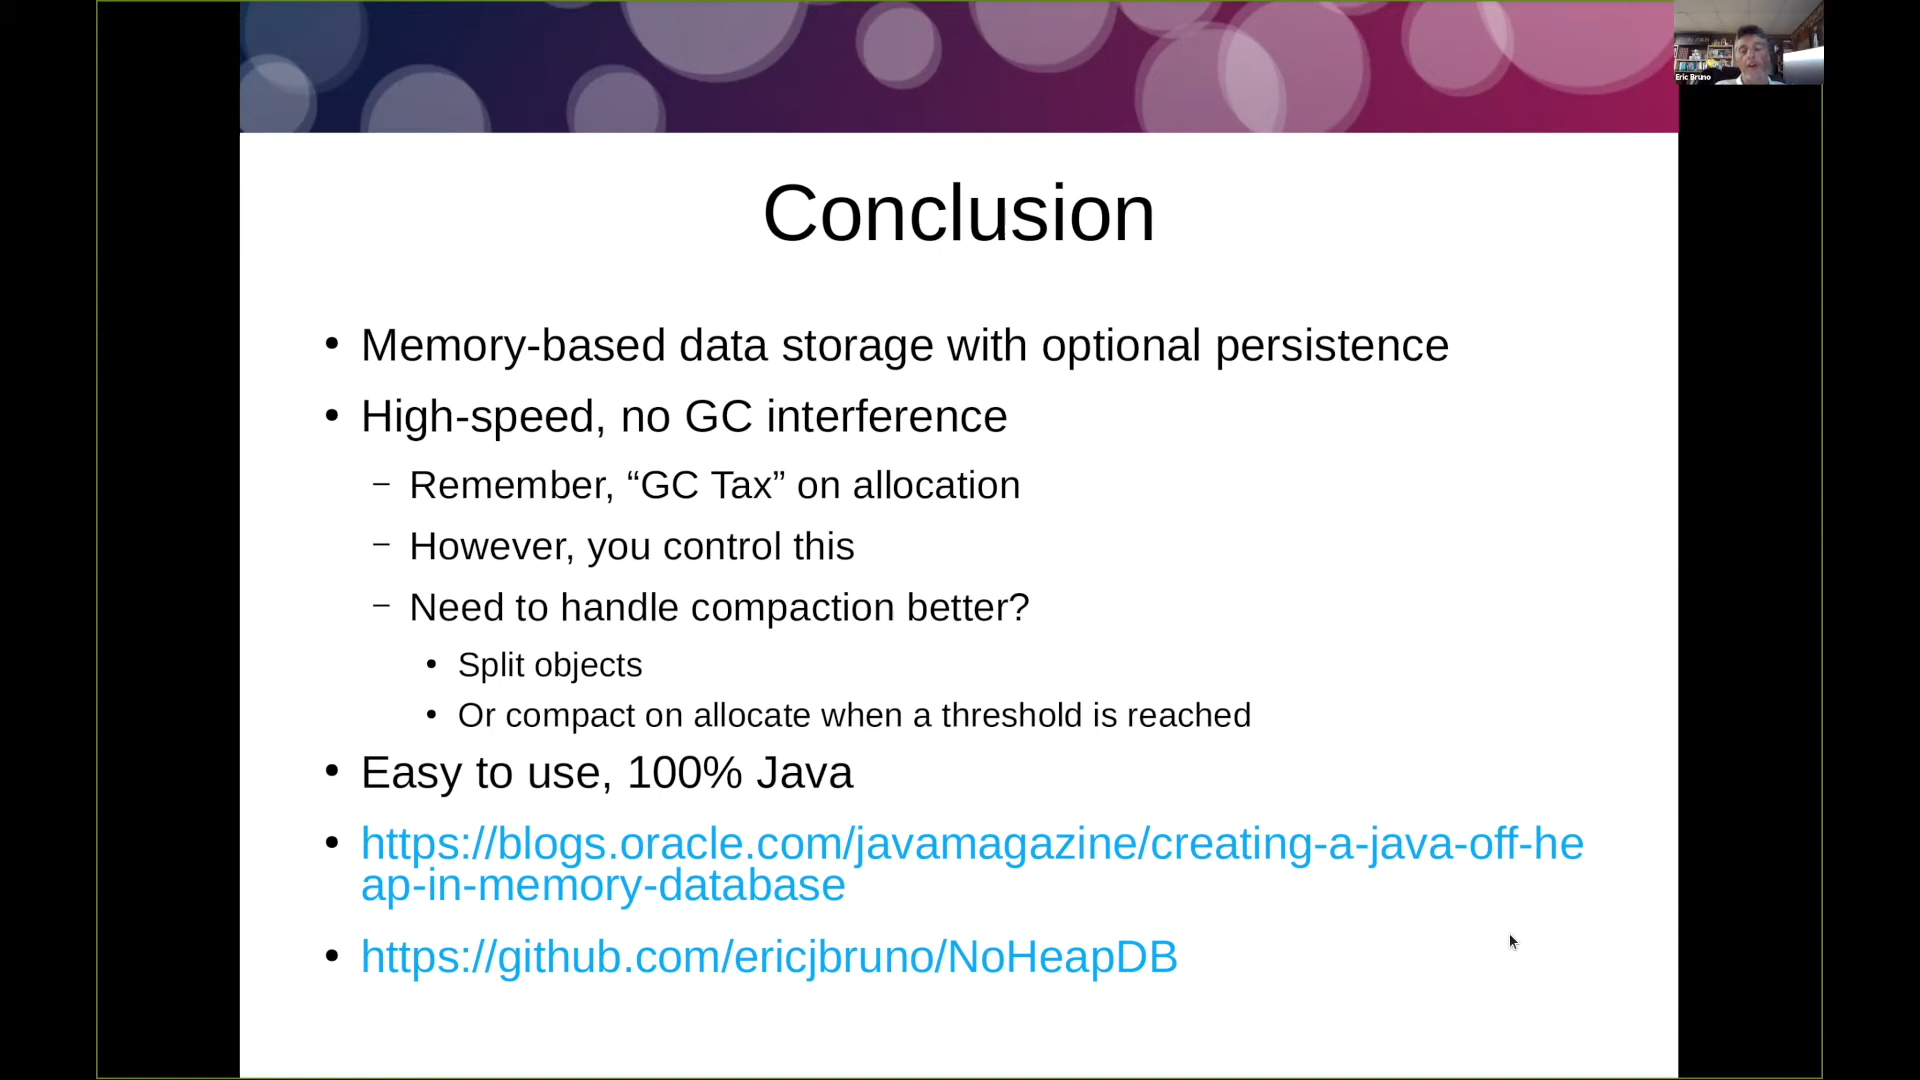 Eric Bruno
Conclusion
• Memory-based data storage with optional persistence
• High-speed, no GC interference
– Remember, “GC Tax” on allocation
– However, you control this
– Need to handle compaction better?
• Split objects
• Or compact on allocate when a threshold is reached
• Easy to use, 100% Java
• https://blogs.oracle.com/javamagazine/creating-a-java-off-he
ap-in-memory-database
• https://github.com/ericjbruno/NoHeapDB